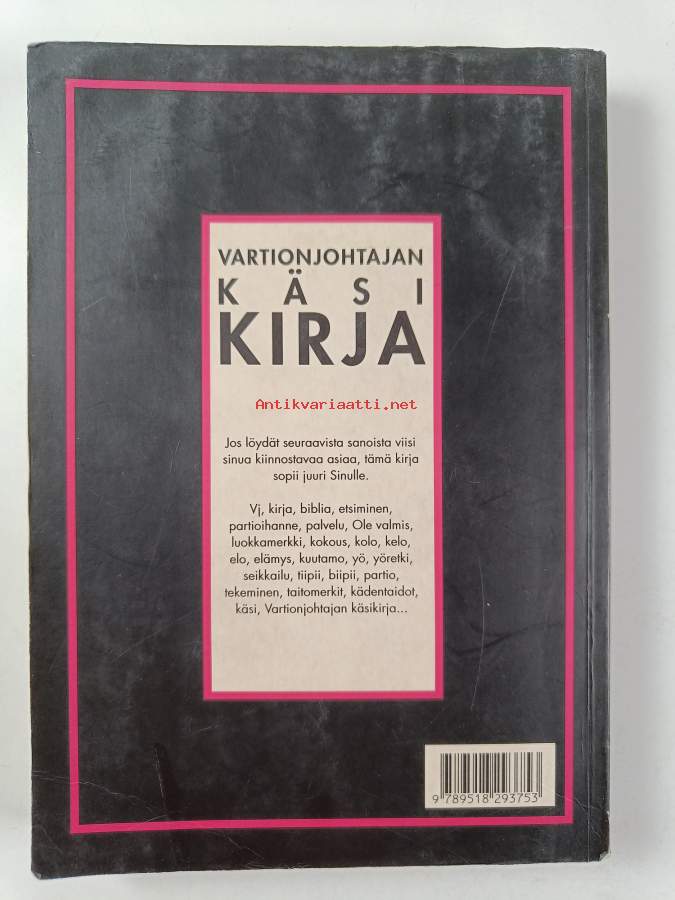 VARTIONJOHTAJAN
KÄSI
KIRJA
Antikvariaatti.net
Jos löydät seuraavista sanoista viisi
sinua kiinnostavaa asiaa, tämä kirja
sopii juuri Sinulle.
Vj, kirja, biblia, etsiminen,
partioihanne, palvelu, Ole valmis,
luokkamerkki, kokous, kolo, kelo,
elo, elämys, kuutamo, yö, yöretki,
seikkailu, tiipii, biipii, partio,
tekeminen, taitomerkit, kädentaidot,
käsi, Vartionjohtajan käsikirja...
9 789518 293753